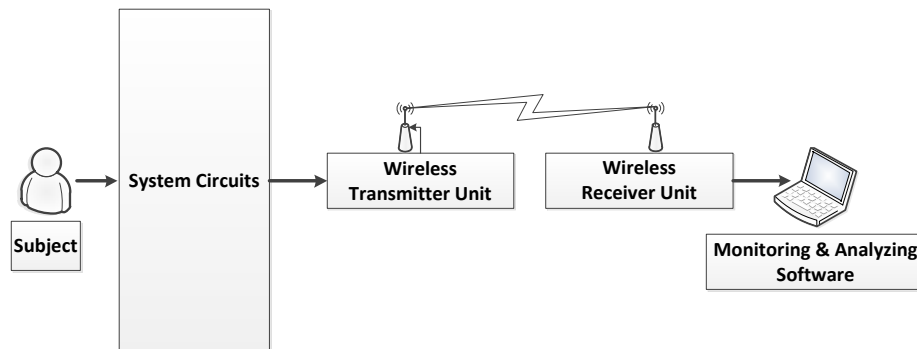 Subject
System Circuits
Wireless
Transmitter Unit
Wireless
Receiver Unit
Monitoring & Analyzing
Software